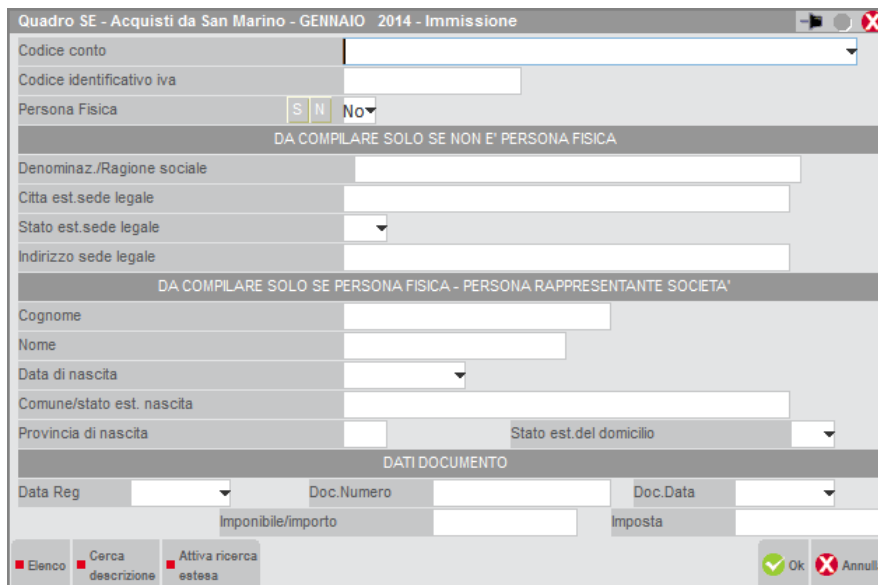 Quadro SE - Acquisti da San Marino - GENNAIO 2014 - Immissione
Codice conto
Codice identificativo iva
Persona Fisica S N No
DA COMPILARE SOLO SE NON E' PERSONA FISICA
Denominaz./Ragione sociale
Citta est.sede legale
Stato est.sede legale
Indirizzo sede legale
DA COMPILARE SOLO SE PERSONA FISICA - PERSONA RAPPRESENTANTE SOCIETA'
Cognome
Nome
Data di nascita
Comune/stato est. nascita
Provincia di nascita Stato est.del domicilio
DATI DOCUMENTO
Data Reg Doc.Numero Doc.Data
Imponibile/importo Imposta
Elenco Cerca descrizione Attiva ricerca estesa Ok Annull